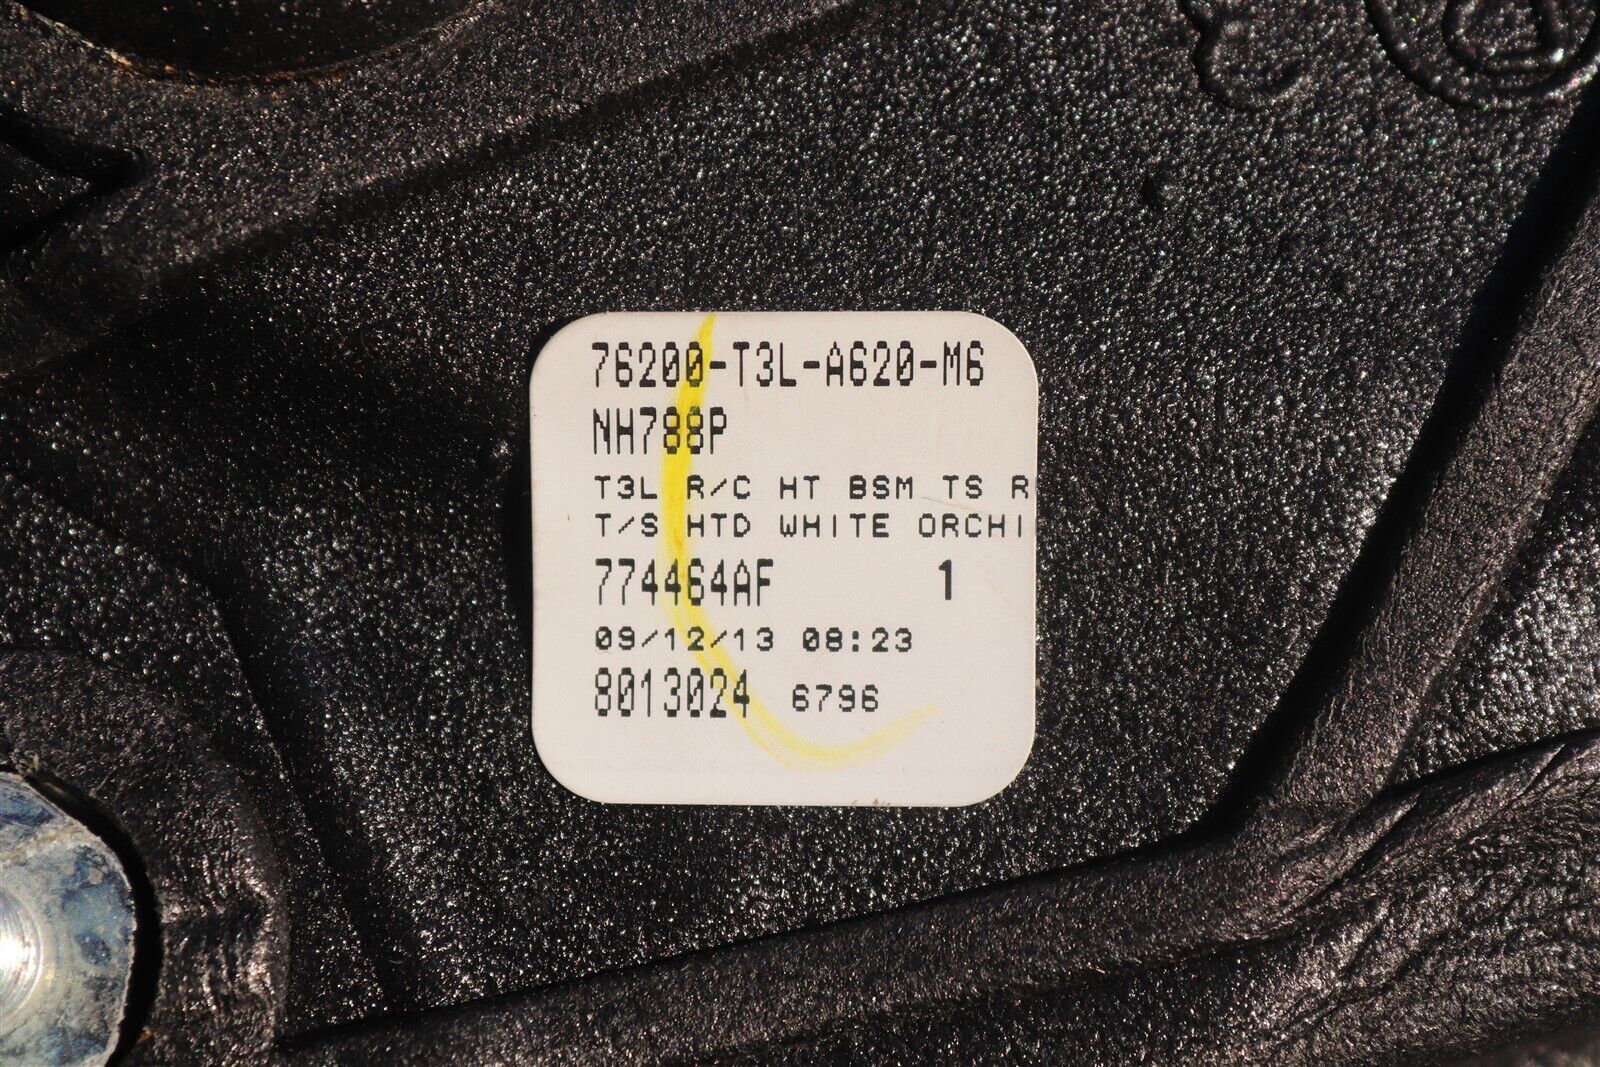 76200-T3L-A620-M6
NH788P
T3L R/C HT BSM TS R
T/S HTD WHITE ORCHI
774464AF 1
09/12/13 08:23
8013024 6796